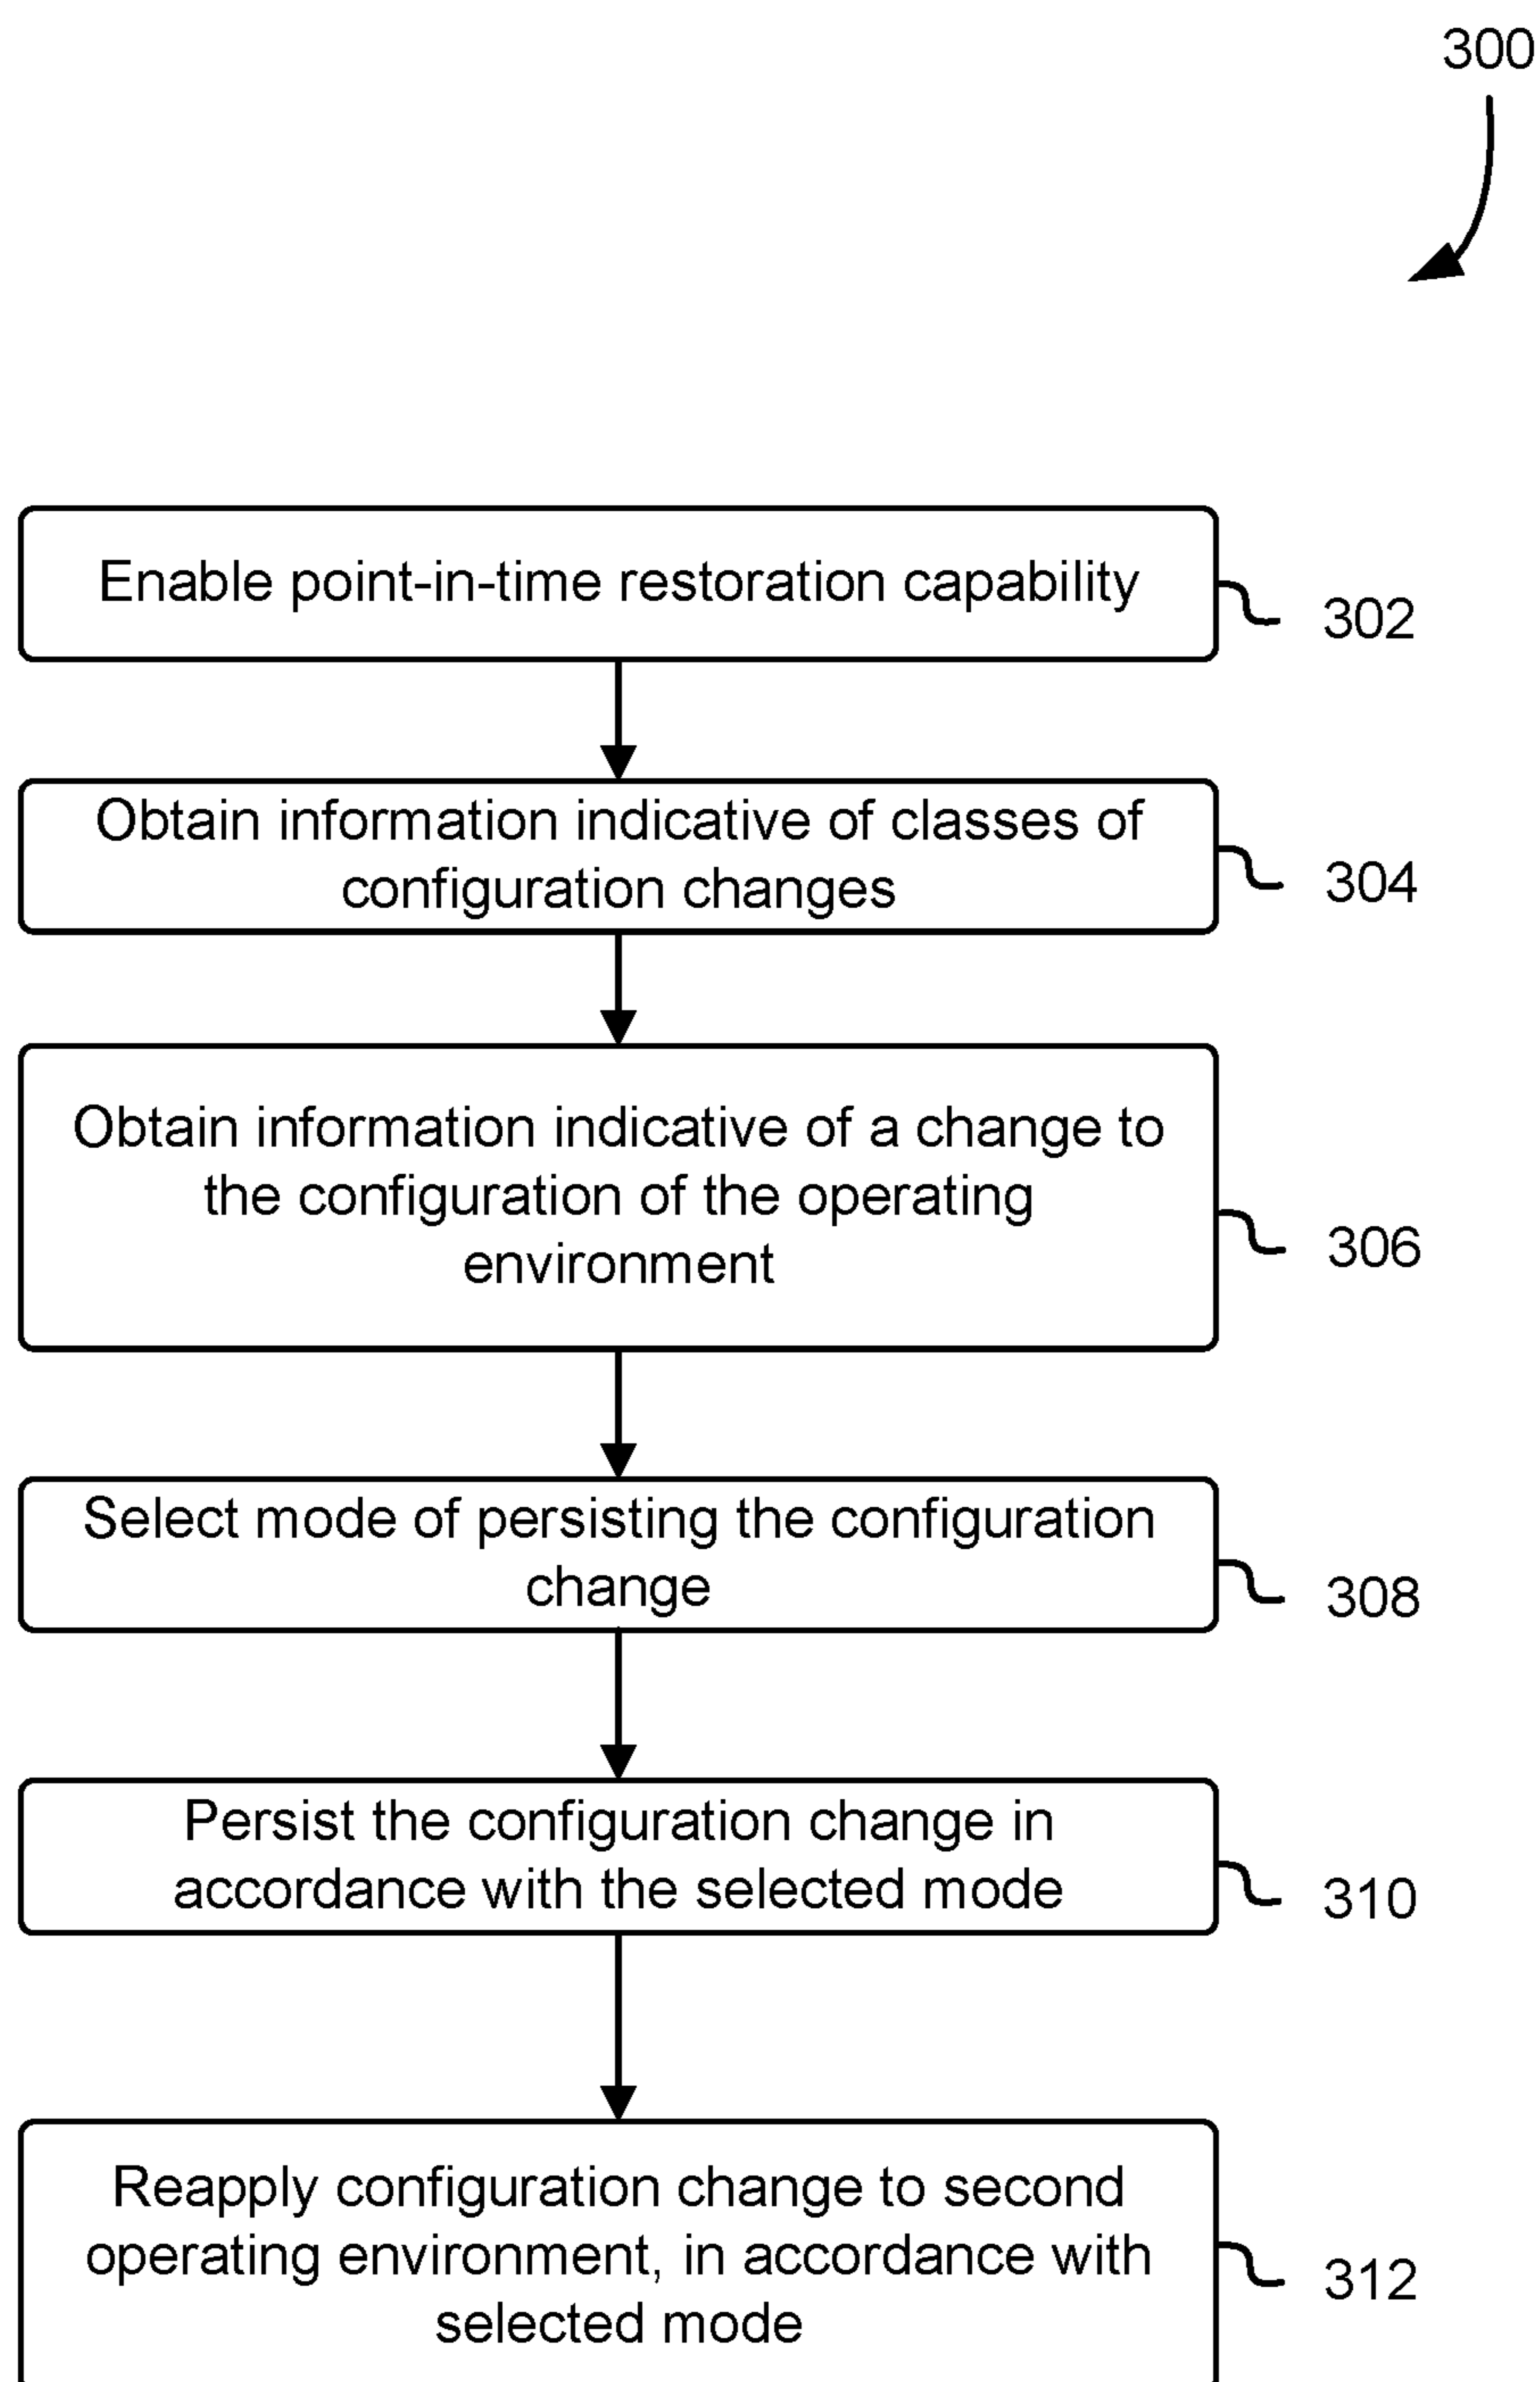 300
Enable point-in-time restoration capability
302
Obtain information indicative of classes of
configuration changes
304
Obtain information indicative of a change to
the configuration of the operating
environment
306
Select mode of persisting the configuration
change
308
Persist the configuration change in
accordance with the selected mode
310
Reapply configuration change to second
operating environment, in accordance with
selected mode
312